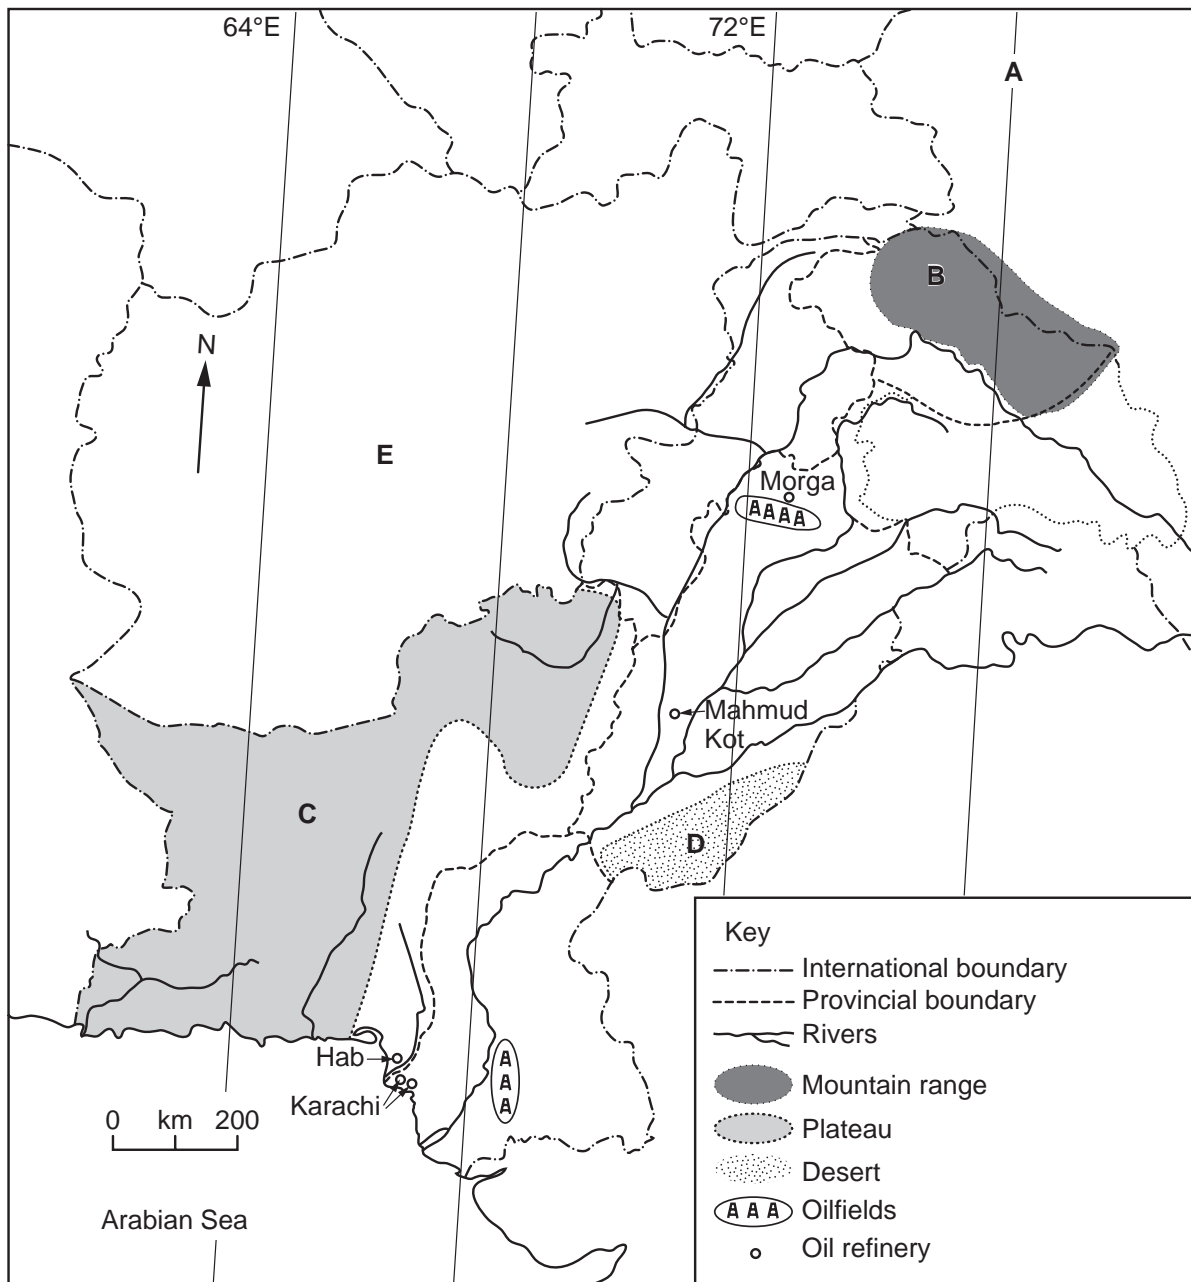 64°E
72°E
A
B
N
E
Morga
Mahmud
Kot
C
D
Hab
Karachi
0 km 200
Arabian Sea
Key
International boundary
Provincial boundary
Rivers
Mountain range
Plateau
Desert
Oilfields
Oil refinery